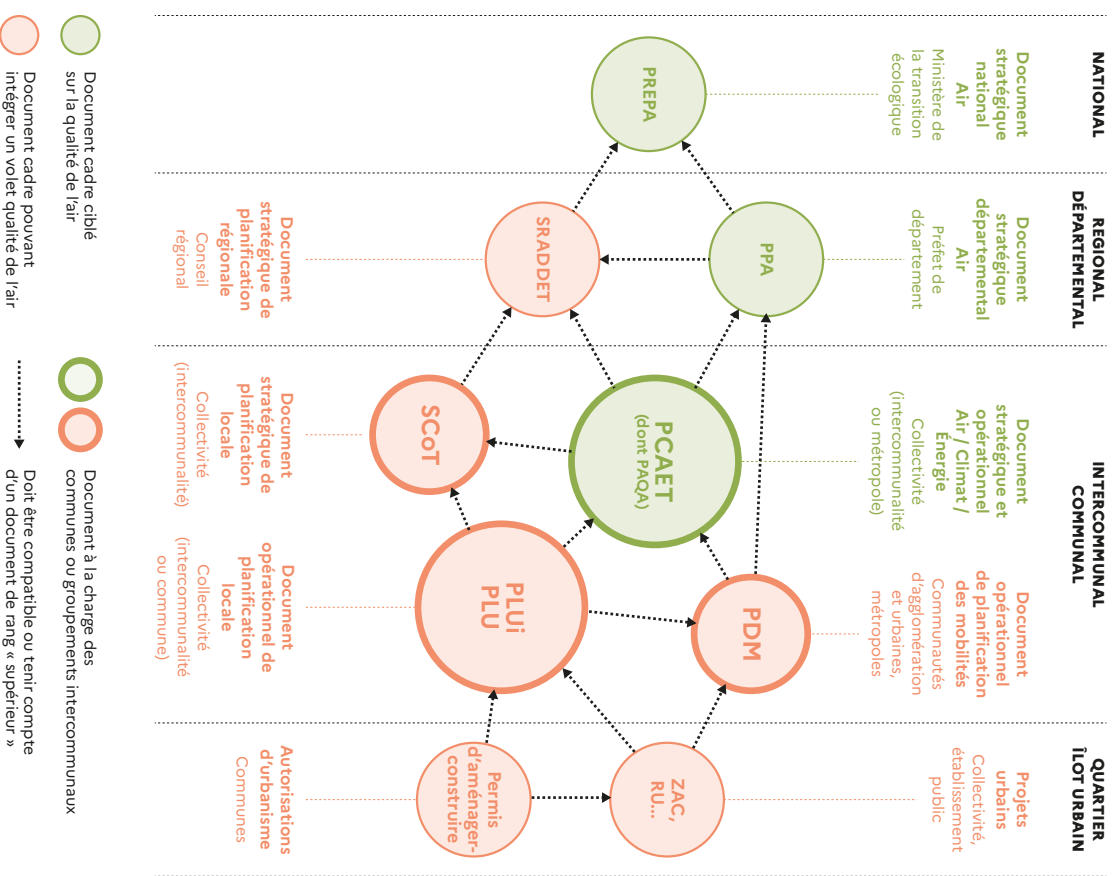 NATIONAL
Document
stratégique
national
Air
Ministère de
la transition
écologique
PREPA
REGIONAL
DÉPARTEMENTAL
Document
stratégique
départemental
Air
Préfet de
département
PPA
SRADDET
Document
stratégique de
planification
régionale
Conseil
régional
INTERCOMMUNAL
COMMUNAL
Document
stratégique et
opérationnel
Air / Climat /
Énergie
Collectivité
(intercommunalité
ou métropole)
PCAET
(dont PAQA)
SCoT
Document
stratégique de
planification
locale
Collectivité
(intercommunalité)
Document
opérationnel
de planification
des mobilités
Communautés
d'agglomération
et urbaines,
métropoles
PDM
PLUi
PLU
Document
opérationnel de
planification
locale
Collectivité
(intercommunalité
ou commune)
QUARTIER
ÎLOT URBAIN
Projets
urbains
Collectivité,
établissement
public
ZAC,
RU...
Permis
d'aménager-
construire
Autorisations
d'urbanisme
Communes
Document cadre ciblé
sur la qualité de l'air
Document cadre pouvant
intégrer un volet qualité de l'air
Document à la charge des
communes ou groupements intercommunaux
Doit être compatible ou tenir compte
d'un document de rang « supérieur »